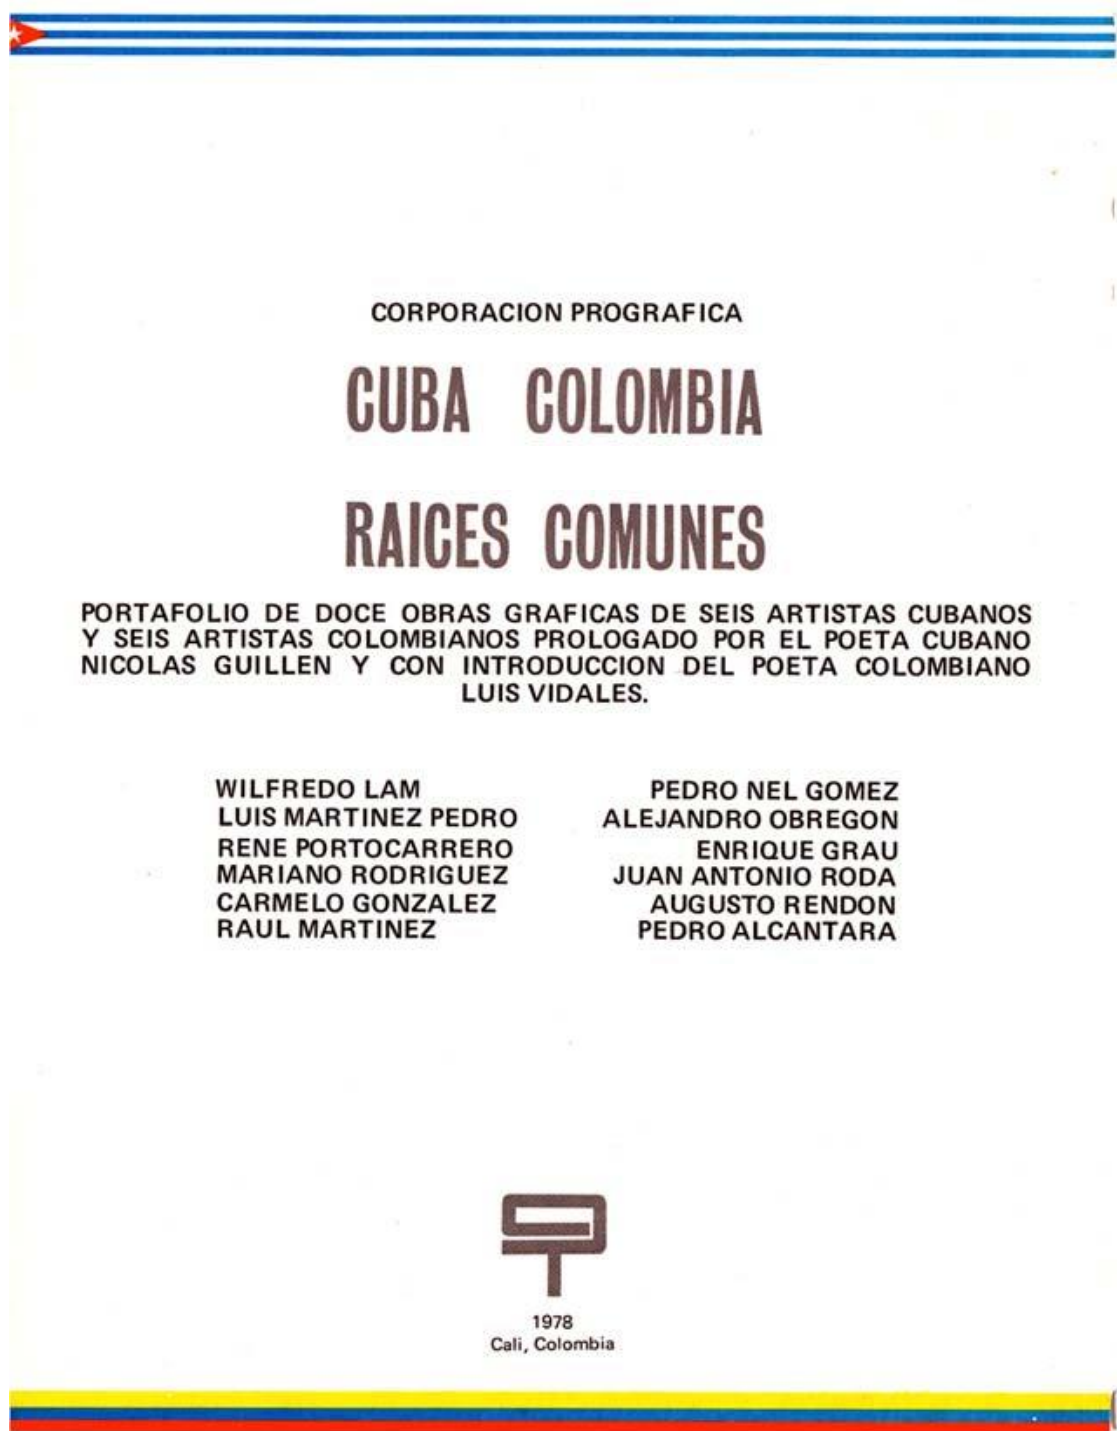 CORPORACION PROGRAFICA
CUBA COLOMBIA
RAICES COMUNES
PORTAFOLIO DE DOCE OBRAS GRAFICAS DE SEIS ARTISTAS CUBANOS
Y SEIS ARTISTAS COLOMBIANOS PROLOGADO POR EL POETA CUBANO
NICOLAS GUILLEN Y CON INTRODUCCION DEL POETA COLOMBIANO
LUIS VIDALES.
WILFREDO LAM
LUIS MARTINEZ PEDRO
RENE PORTOCARRERO
MARIANO RODRIGUEZ
CARMELO GONZALEZ
RAUL MARTINEZ
PEDRO NEL GOMEZ
ALEJANDRO OBREGON
ENRIQUE GRAU
JUAN ANTONIO RODA
AUGUSTO RENDON
PEDRO ALCANTARA
1978
Cali, Colombia